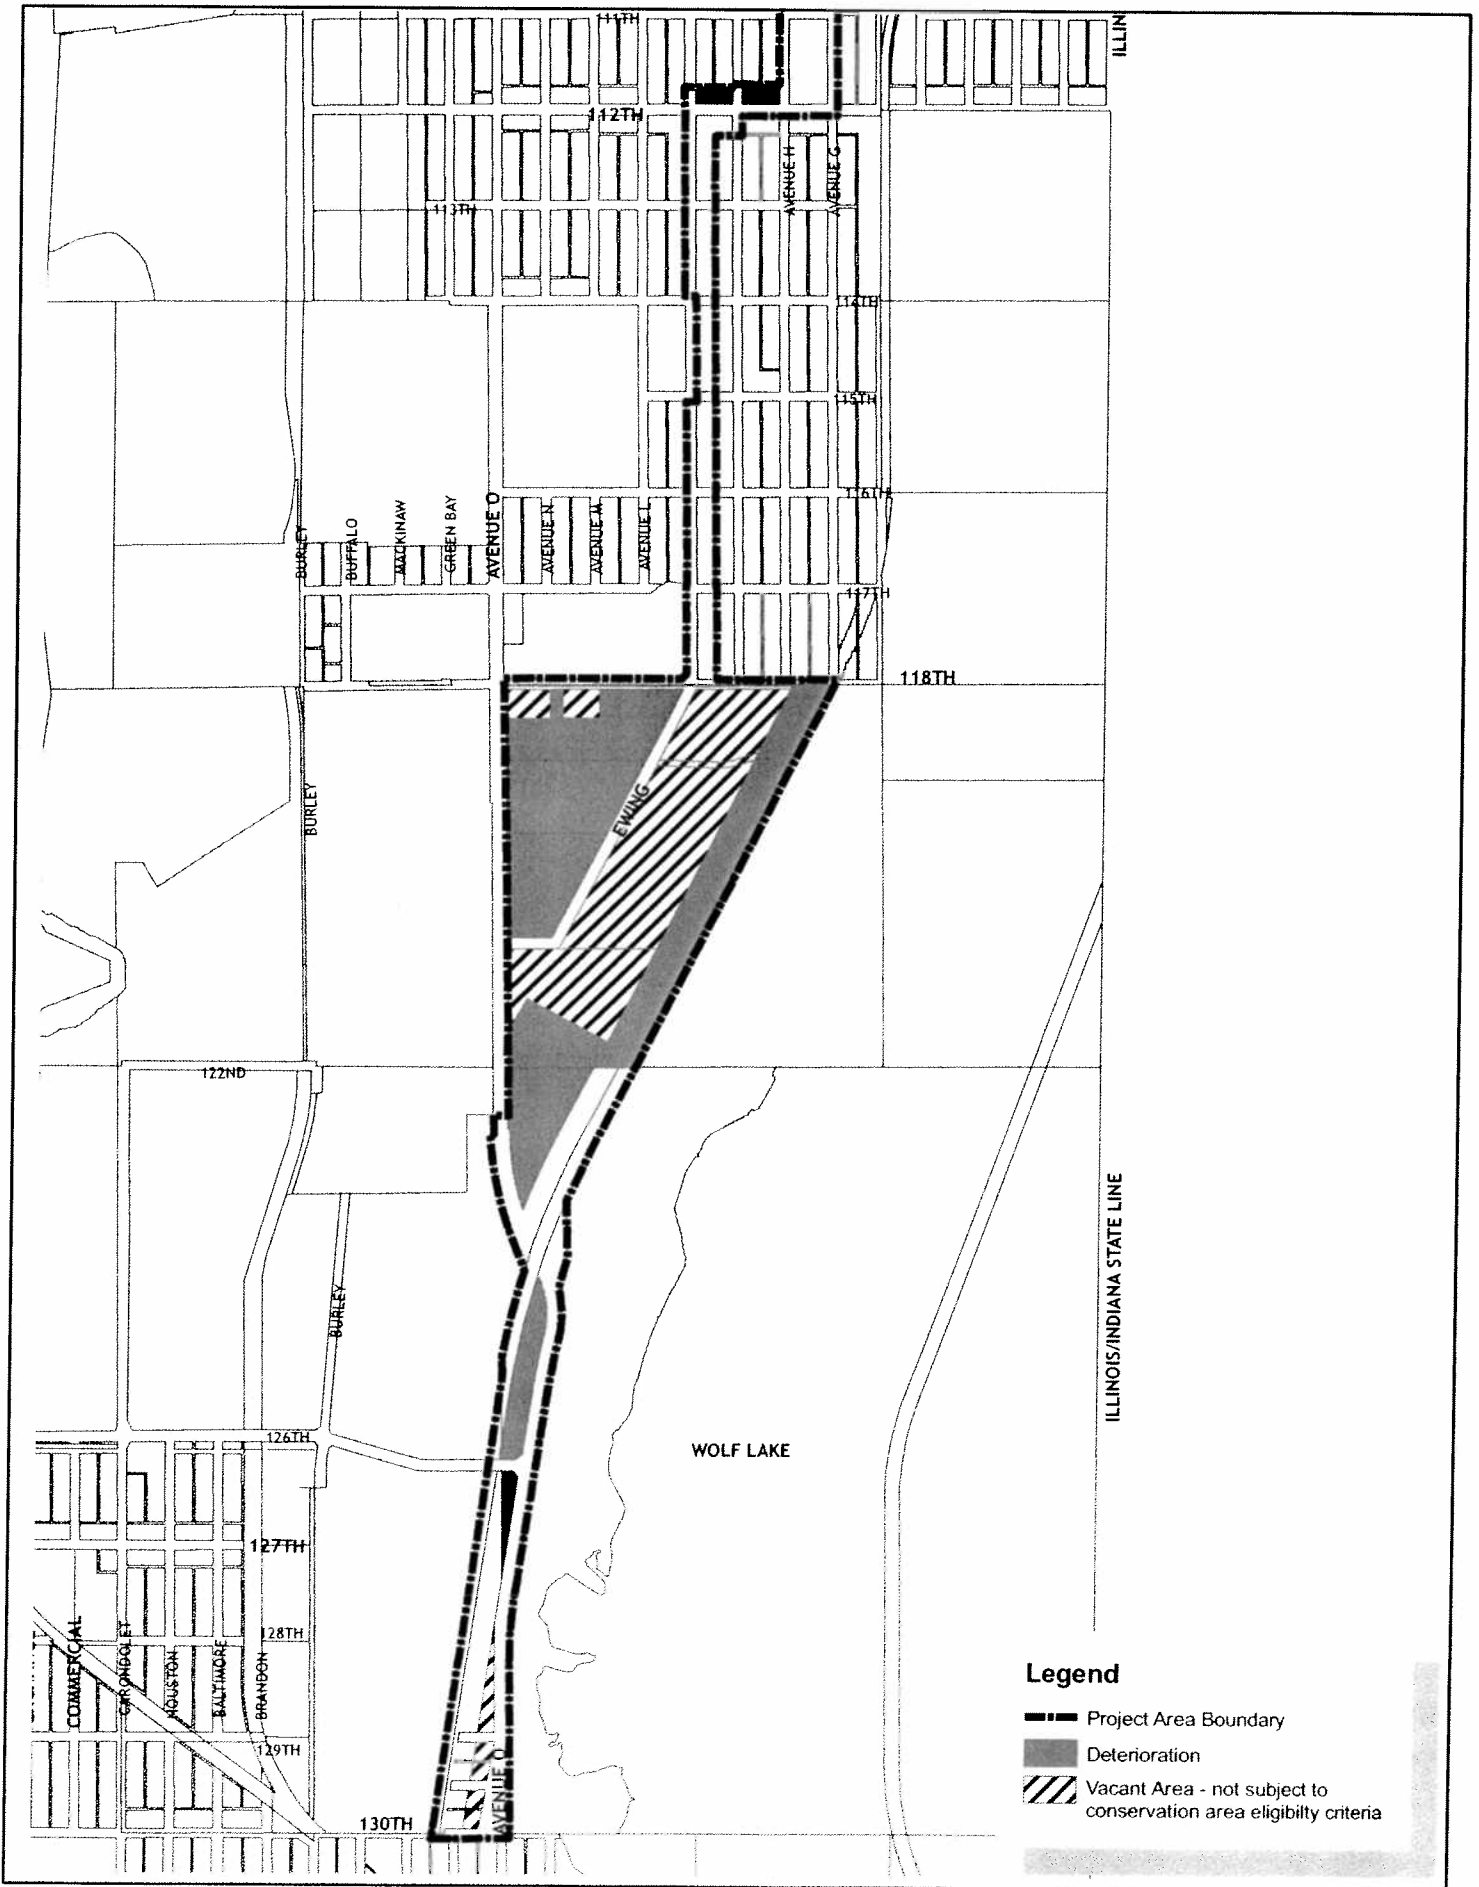 111TH
ILLIN
112TH
AVENUE H
AVENUE G
113TH
114TH
115TH
116TH
BURLEY
BUFFALO
MACKINAW
GREEN BAY
AVENUE O
AVENUE N
AVENUE M
AVENUE L
117TH
118TH
BURLEY
EWING
122ND
BURLEY
ILLINOIS/INDIANA STATE LINE
126TH
WOLF LAKE
127TH
128TH
COMMERCIAL
CARONDOLET
HOUSTON
BALTIMORE
BRANDON
129TH
AVENUE O
130TH
Legend
Project Area Boundary
Deterioration
Vacant Area - not subject to
conservation area eligibilty criteria